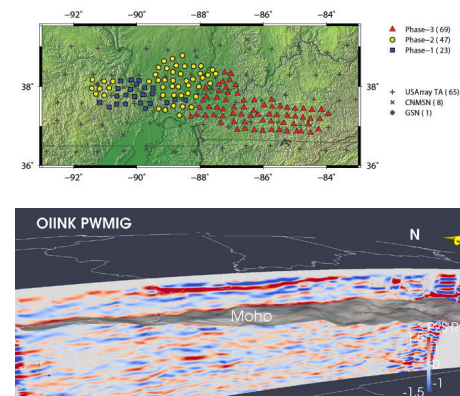 −92° −90° −88° −86° −84°
38° 38°
36° 36°
−92° −90° −88° −86° −84°
Phase−3 ( 69)
Phase−2 ( 47)
Phase−1 ( 23)
USArray TA ( 65)
CNMSN ( 8)
GSN ( 1)
OIINK PWMIG
N
Moho
0
-1
-1.5